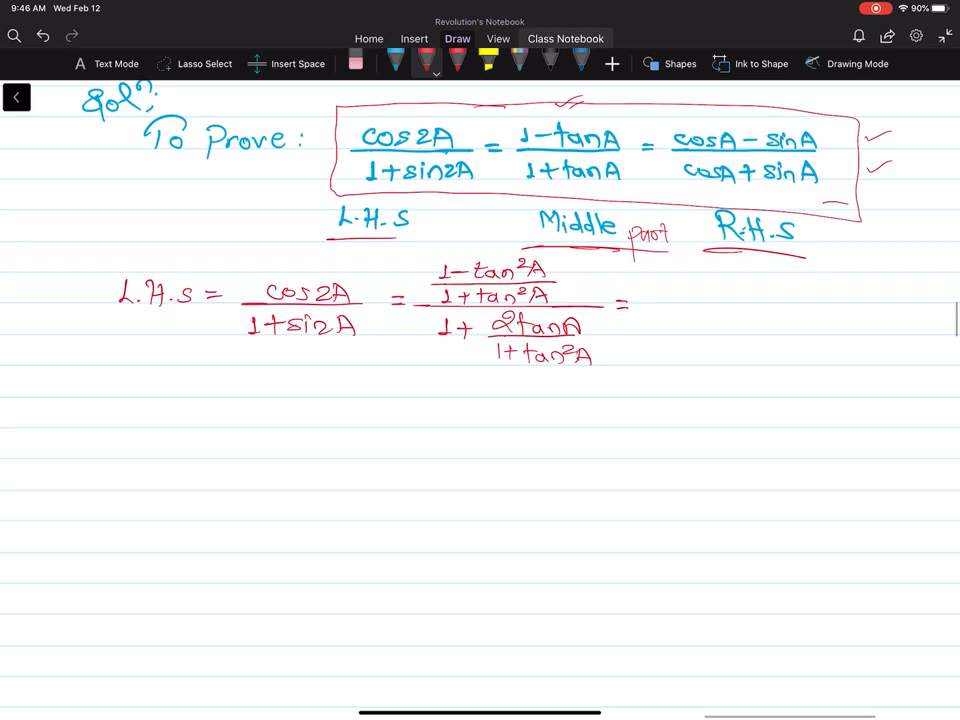 9:46 AM Wed Feb 12
90%
Revolution's Notebook
Home Insert Draw View Class Notebook
Text Mode Lasso Select Insert Space Shapes Ink to Shape Drawing Mode
Solⁿ:
To Prove: cos2A/(1+sin2A) = (1-tanA)/(1+tanA) = (cosA-sinA)/(cosA+sinA)
L.H.S Middle part R.H.S
L.H.S = cos2A/(1+sin2A) = ((1-tan²A)/(1+tan²A))/(1+ 2tanA/(1+tan²A)) =